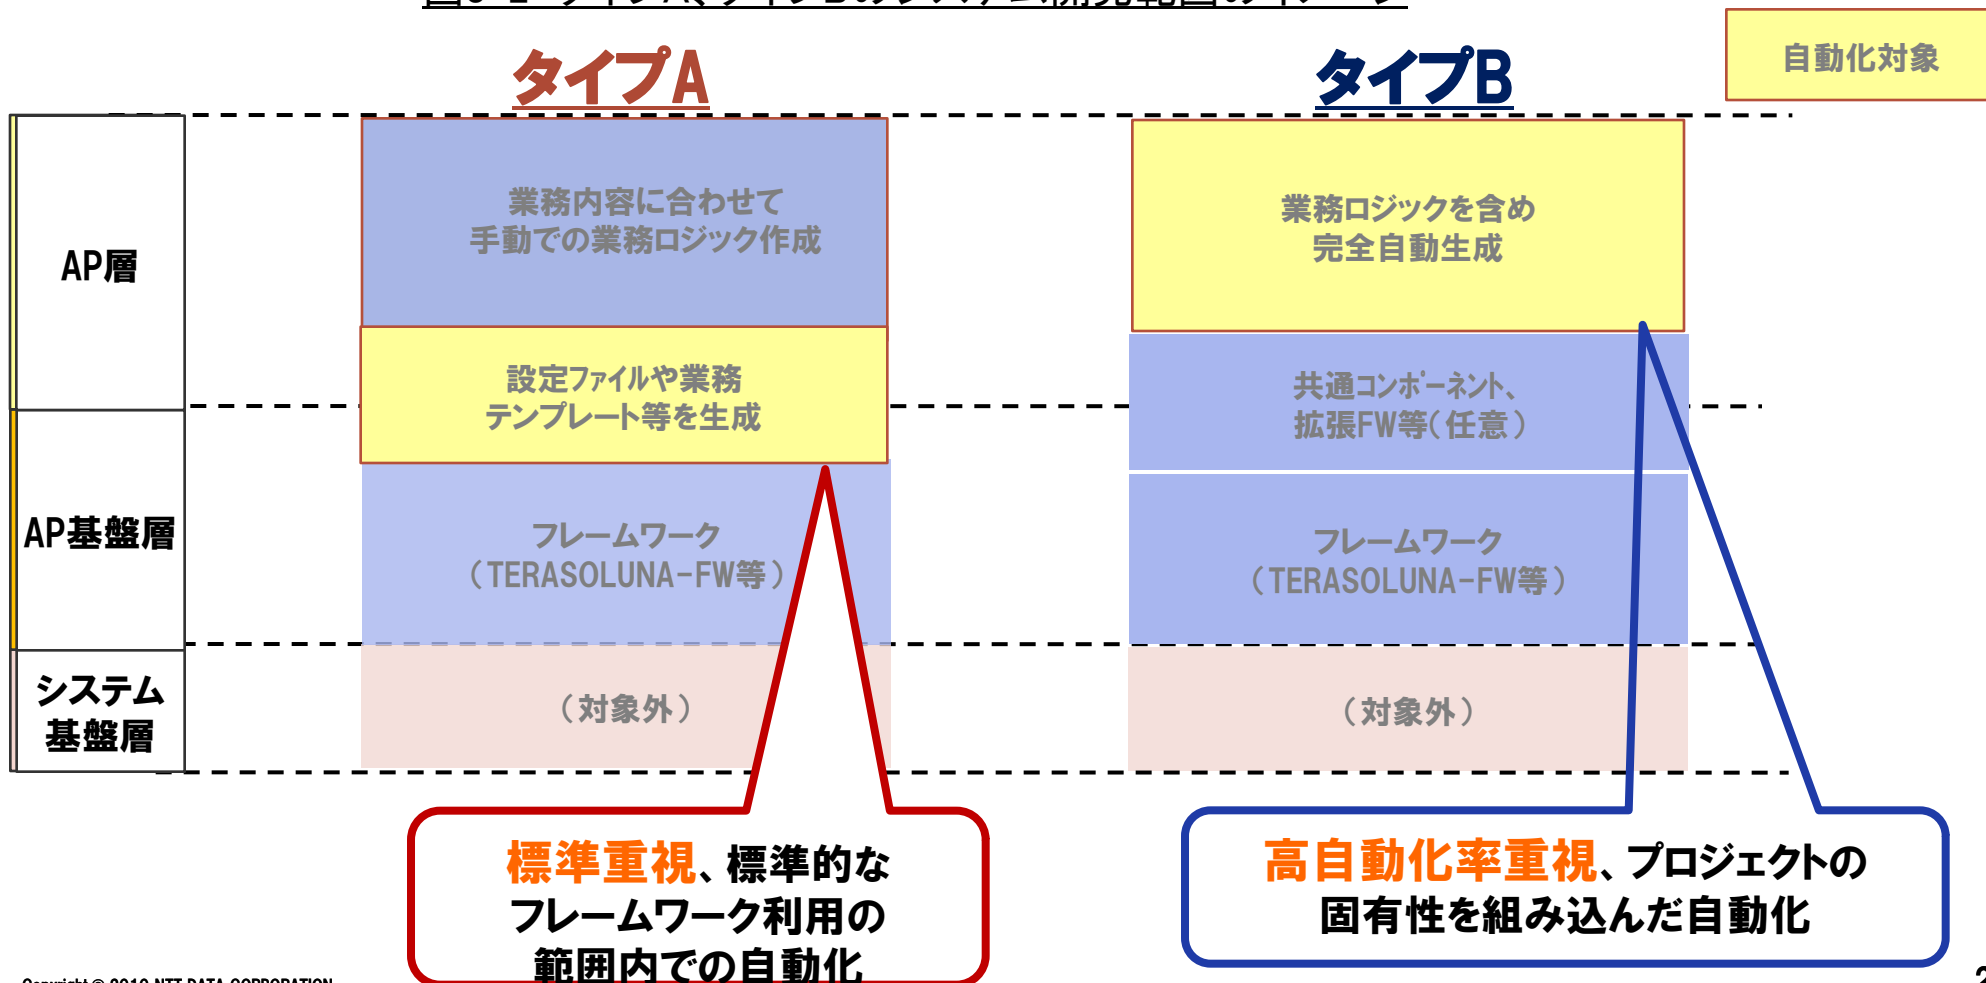 タイプA
タイプB
自動化対象
AP層
業務内容に合わせて
手動での業務ロジック作成
業務ロジックを含め
完全自動生成
設定ファイルや業務
テンプレート等を生成
共通コンポーネント、
拡張FW等(任意)
AP基盤層
フレームワーク
(TERASOLUNA-FW等)
フレームワーク
(TERASOLUNA-FW等)
システム
基盤層
(対象外)
(対象外)
標準重視、標準的な
フレームワーク利用の
範囲内での自動化
高自動化率重視、プロジェクトの
固有性を組み込んだ自動化